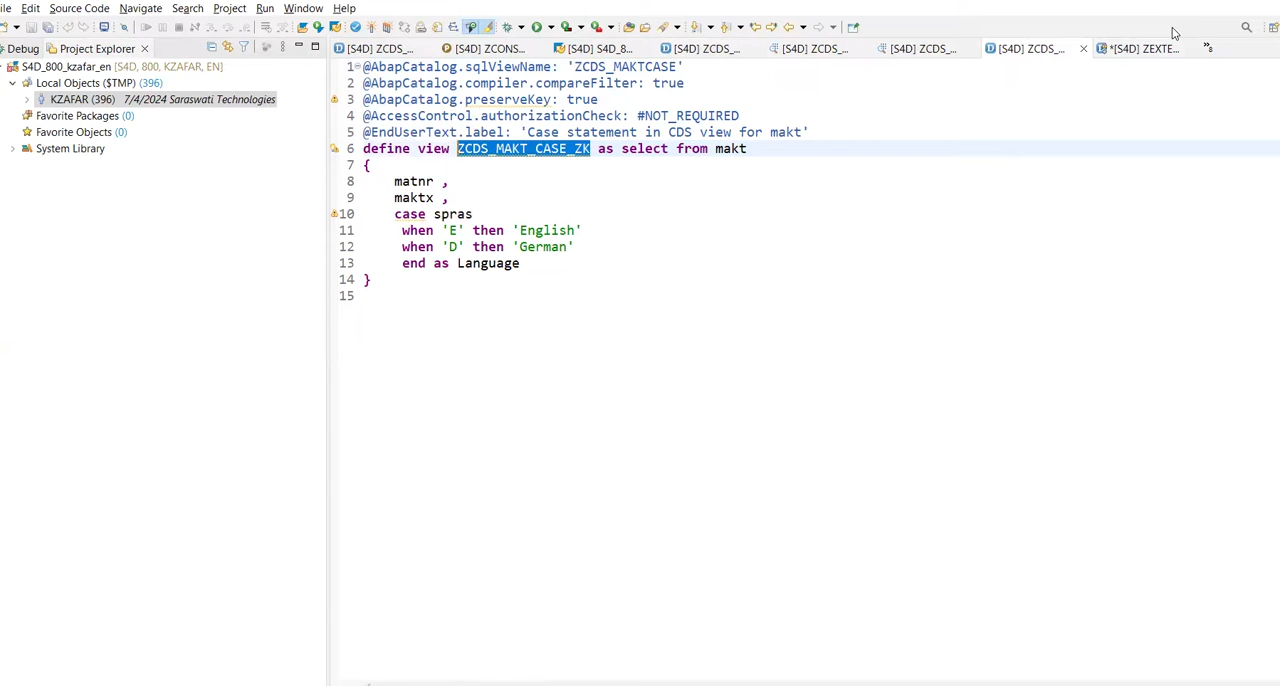 ile Edit Source Code Navigate Search Project Run Window Help
Debug Project Explorer
[S4D] ZCDS_... [S4D] ZCONS... [S4D] S4D_8... [S4D] ZCDS_... [S4D] ZCDS_... [S4D] ZCDS_... [S4D] ZCDS_... *[S4D] ZEXTE... »8
S4D_800_kzafar_en [S4D, 800, KZAFAR, EN]
Local Objects ($TMP) (396)
KZAFAR (396) 7/4/2024 Saraswati Technologies
Favorite Packages (0)
Favorite Objects (0)
System Library
1 @AbapCatalog.sqlViewName: 'ZCDS_MAKTCASE'
2 @AbapCatalog.compiler.compareFilter: true
3 @AbapCatalog.preserveKey: true
4 @AccessControl.authorizationCheck: #NOT_REQUIRED
5 @EndUserText.label: 'Case statement in CDS view for makt'
6 define view ZCDS_MAKT_CASE_ZK as select from makt
7 {
8 matnr ,
9 maktx ,
10 case spras
11 when 'E' then 'English'
12 when 'D' then 'German'
13 end as Language
14 }
15